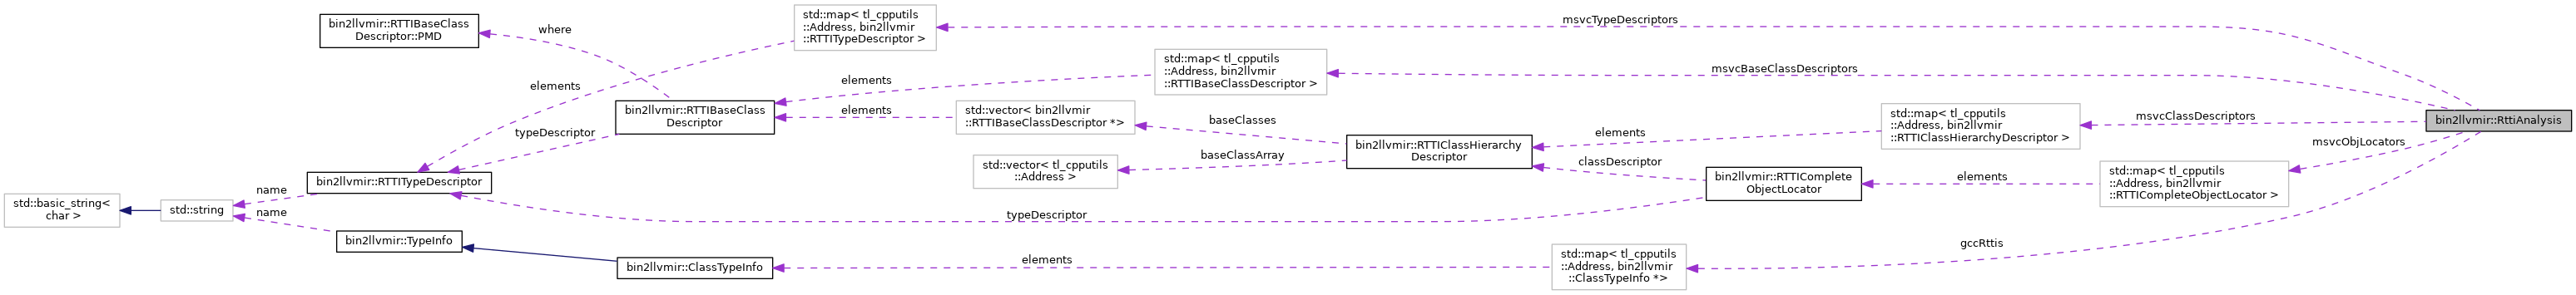 bin2llvmir::RTTIBaseClass
Descriptor::PMD
where
std::map< tl_cpputils
::Address, bin2llvmir
::RTTITypeDescriptor >
msvcTypeDescriptors
elements
std::map< tl_cpputils
::Address, bin2llvmir
::RTTIBaseClassDescriptor >
msvcBaseClassDescriptors
elements
bin2llvmir::RTTIBaseClass
Descriptor
elements
std::vector< bin2llvmir
::RTTIBaseClassDescriptor *>
baseClasses
typeDescriptor
std::map< tl_cpputils
::Address, bin2llvmir
::RTTIClassHierarchyDescriptor >
msvcClassDescriptors
elements
bin2llvmir::RttiAnalysis
bin2llvmir::RTTIClassHierarchy
Descriptor
baseClassArray
std::vector< tl_cpputils
::Address >
classDescriptor
msvcObjLocators
bin2llvmir::RTTIComplete
ObjectLocator
elements
std::map< tl_cpputils
::Address, bin2llvmir
::RTTICompleteObjectLocator >
bin2llvmir::RTTITypeDescriptor
typeDescriptor
name
std::basic_string<
char >
std::string
name
bin2llvmir::TypeInfo
bin2llvmir::ClassTypeInfo
elements
std::map< tl_cpputils
::Address, bin2llvmir
::ClassTypeInfo *>
gccRttis